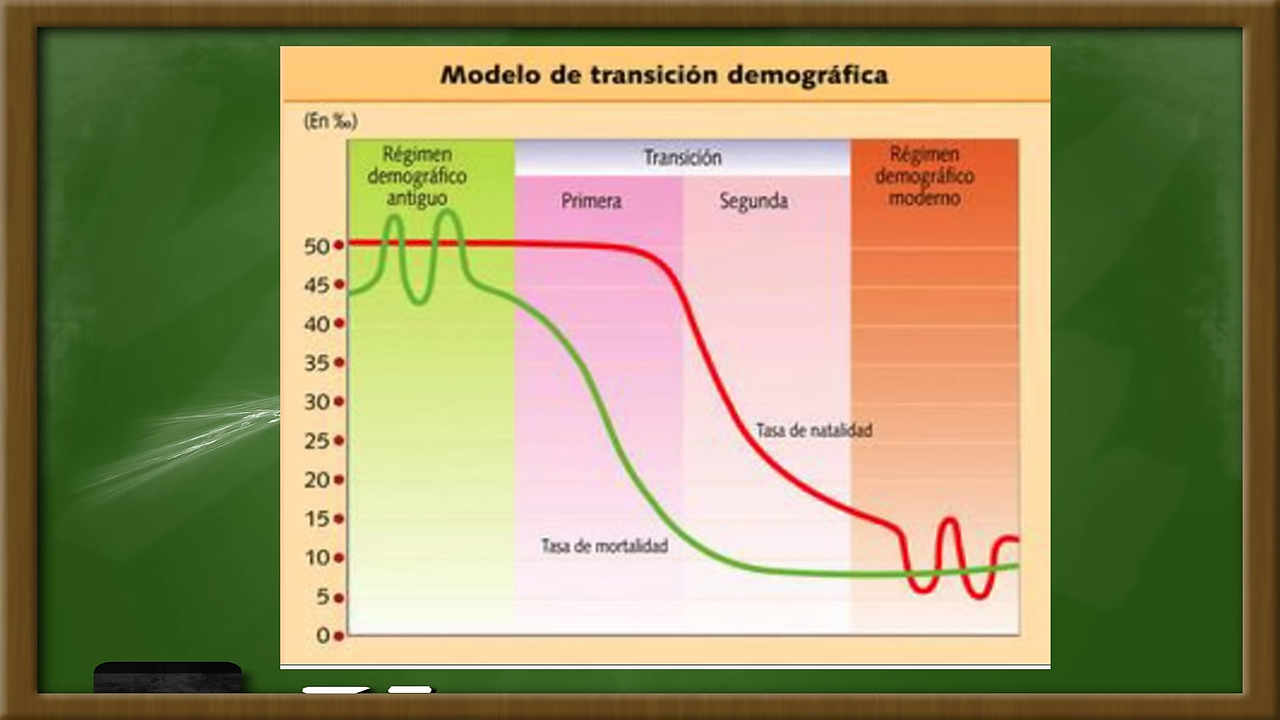 Modelo de transición demográfica
(En ‰)
Régimen
demográfico
antiguo
Transición
Primera
Segunda
Régimen
demográfico
moderno
50
45
40
35
30
25
20
15
10
5
0
Tasa de natalidad
Tasa de mortalidad